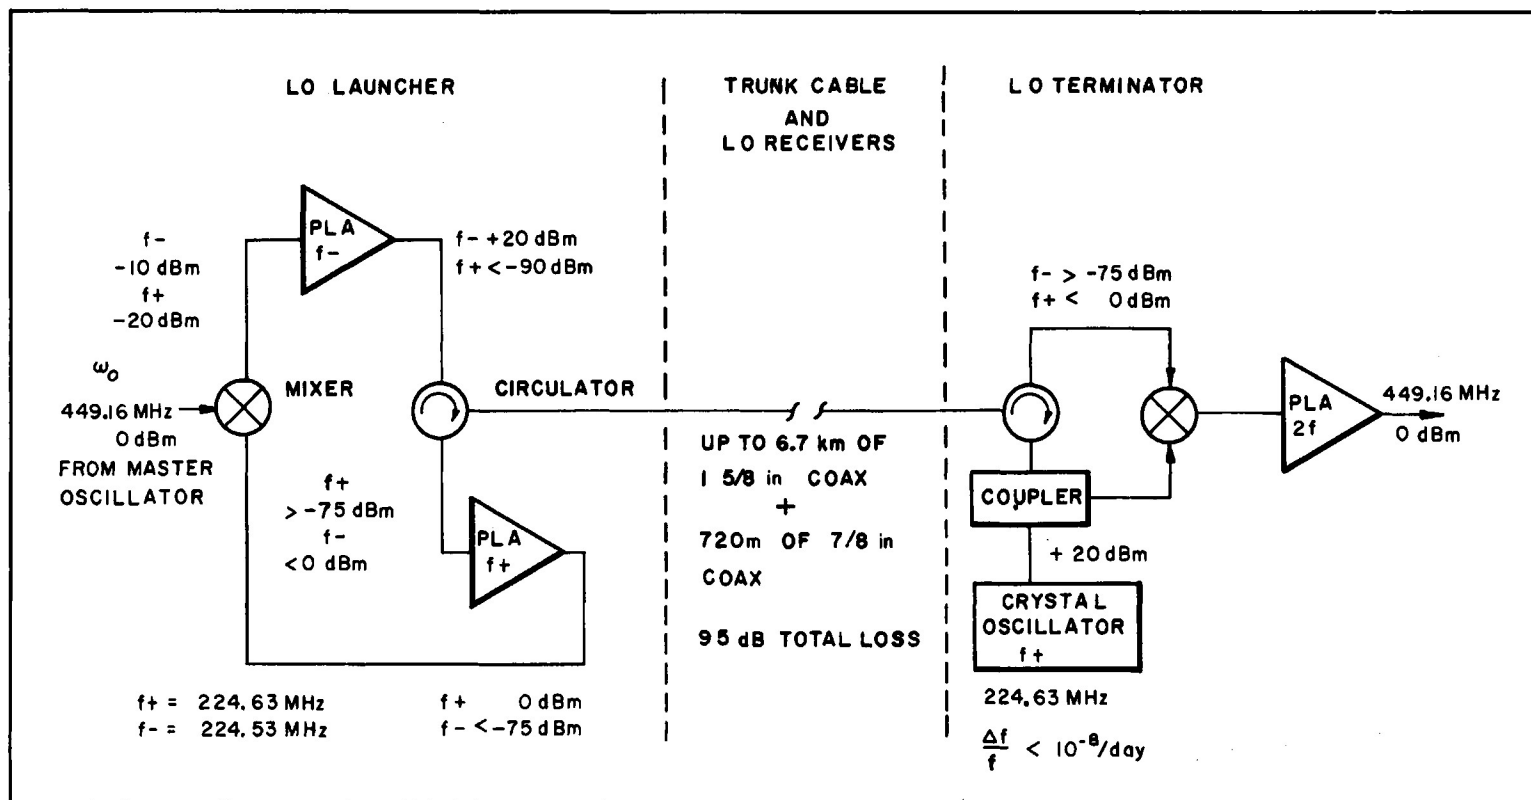 LO LAUNCHER
TRUNK CABLE
AND
LO RECEIVERS
LO TERMINATOR
f-
-10 dBm
f+
-20 dBm
PLA
f-
f- +20 dBm
f+ < -90 dBm
ω₀
449.16 MHz
0 dBm
FROM MASTER
OSCILLATOR
MIXER
CIRCULATOR
f+
> -75 dBm
f-
<0 dBm
PLA
f+
UP TO 6.7 km OF
1 5/8 in COAX
+
720m OF 7/8 in
COAX
95 dB TOTAL LOSS
f- > -75 dBm
f+ < 0 dBm
PLA
2f
449.16 MHz
0 dBm
COUPLER
+ 20 dBm
CRYSTAL
OSCILLATOR
f+
224.63 MHz
Δf/f < 10⁻⁸/day
f+ = 224.63 MHz
f- = 224.53 MHz
f+ 0 dBm
f- < -75 dBm